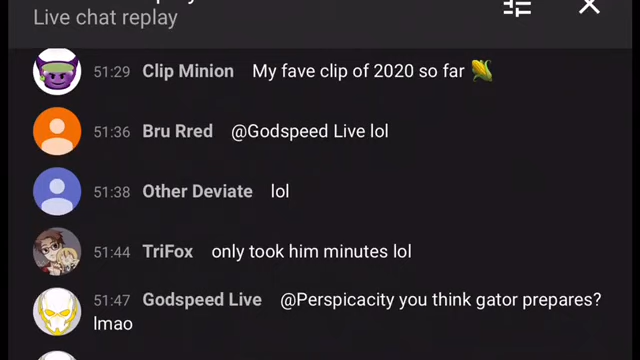 Live chat replay
51:29 Clip Minion My fave clip of 2020 so far 🌽
51:36 Bru Rred @Godspeed Live lol
51:38 Other Deviate lol
51:44 TriFox only took him minutes lol
51:47 Godspeed Live @Perspicacity you think gator prepares?
lmao